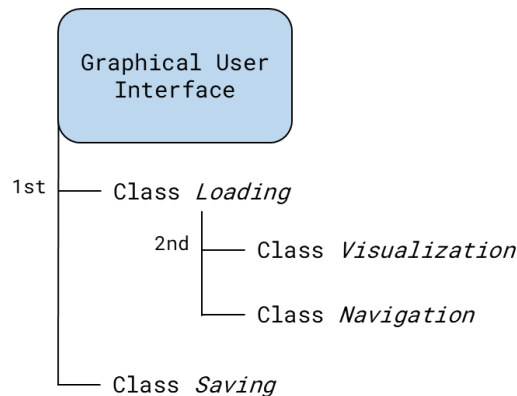 Graphical User
Interface
1st
Class Loading
2nd
Class Visualization
Class Navigation
Class Saving